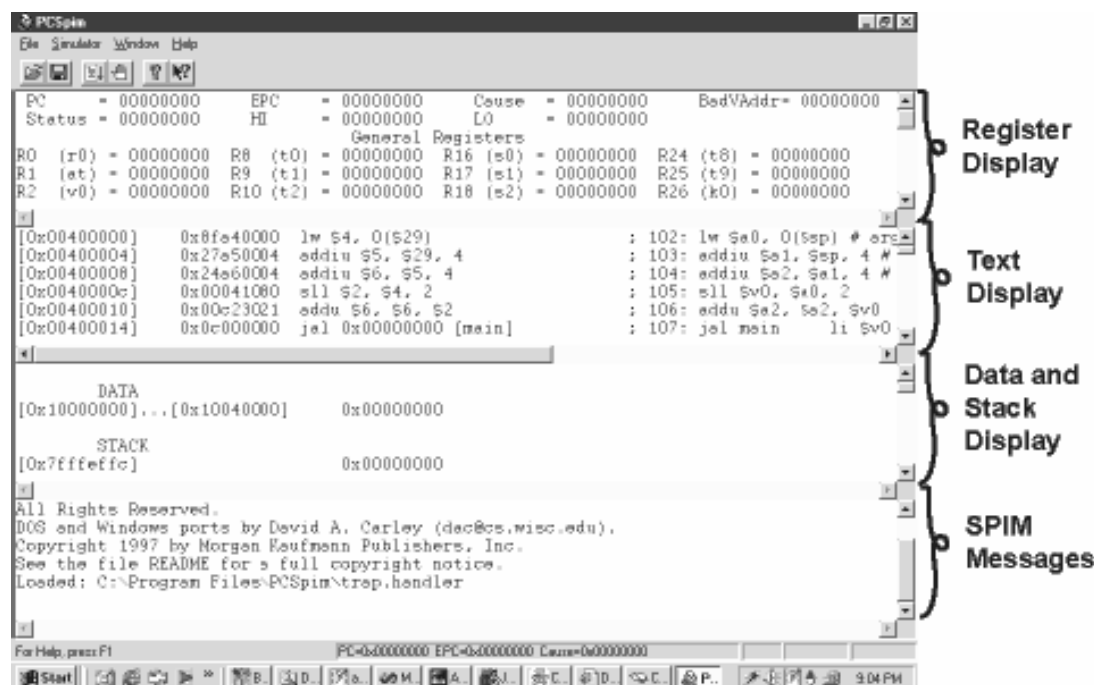 PCSpim
File Simulator Window Help
PC = 00000000 EPC = 00000000 Cause = 00000000 BadVAddr= 00000000
Status = 00000000 HI = 00000000 LO = 00000000
General Registers
R0 (r0) = 00000000 R8 (t0) = 00000000 R16 (s0) = 00000000 R24 (t8) = 00000000
R1 (at) = 00000000 R9 (t1) = 00000000 R17 (s1) = 00000000 R25 (t9) = 00000000
R2 (v0) = 00000000 R10 (t2) = 00000000 R18 (s2) = 00000000 R26 (k0) = 00000000
Register
Display
[0x00400000] 0x8fa40000 lw $4, 0($29) ; 102: lw $a0, 0($sp) # arg
[0x00400004] 0x27a50004 addiu $5, $29, 4 ; 103: addiu $a1, $sp, 4 #
[0x00400008] 0x24a60004 addiu $6, $5, 4 ; 104: addiu $a2, $a1, 4 #
[0x0040000c] 0x00041080 sll $2, $4, 2 ; 105: sll $v0, $a0, 2
[0x00400010] 0x00c23021 addu $6, $6, $2 ; 106: addu $a2, $a2, $v0
[0x00400014] 0x0c000000 jal 0x00000000 [main] ; 107: jal main li $v0
Text
Display
DATA
[0x10000000]...[0x10040000] 0x00000000
STACK
[0x7fffeffc] 0x00000000
Data and
Stack
Display
All Rights Reserved.
DOS and Windows ports by David A. Carley (dac@cs.wisc.edu).
Copyright 1997 by Morgan Kaufmann Publishers, Inc.
See the file README for a full copyright notice.
Loaded: C:\Program Files\PCSpim\trap.handler
SPIM
Messages
For Help, press F1 PC=0x00000000 EPC=0x00000000 Cause=0x00000000
Start B.. D.. a.. M.. A.. J.. C.. D.. C.. P.. 9:04 PM